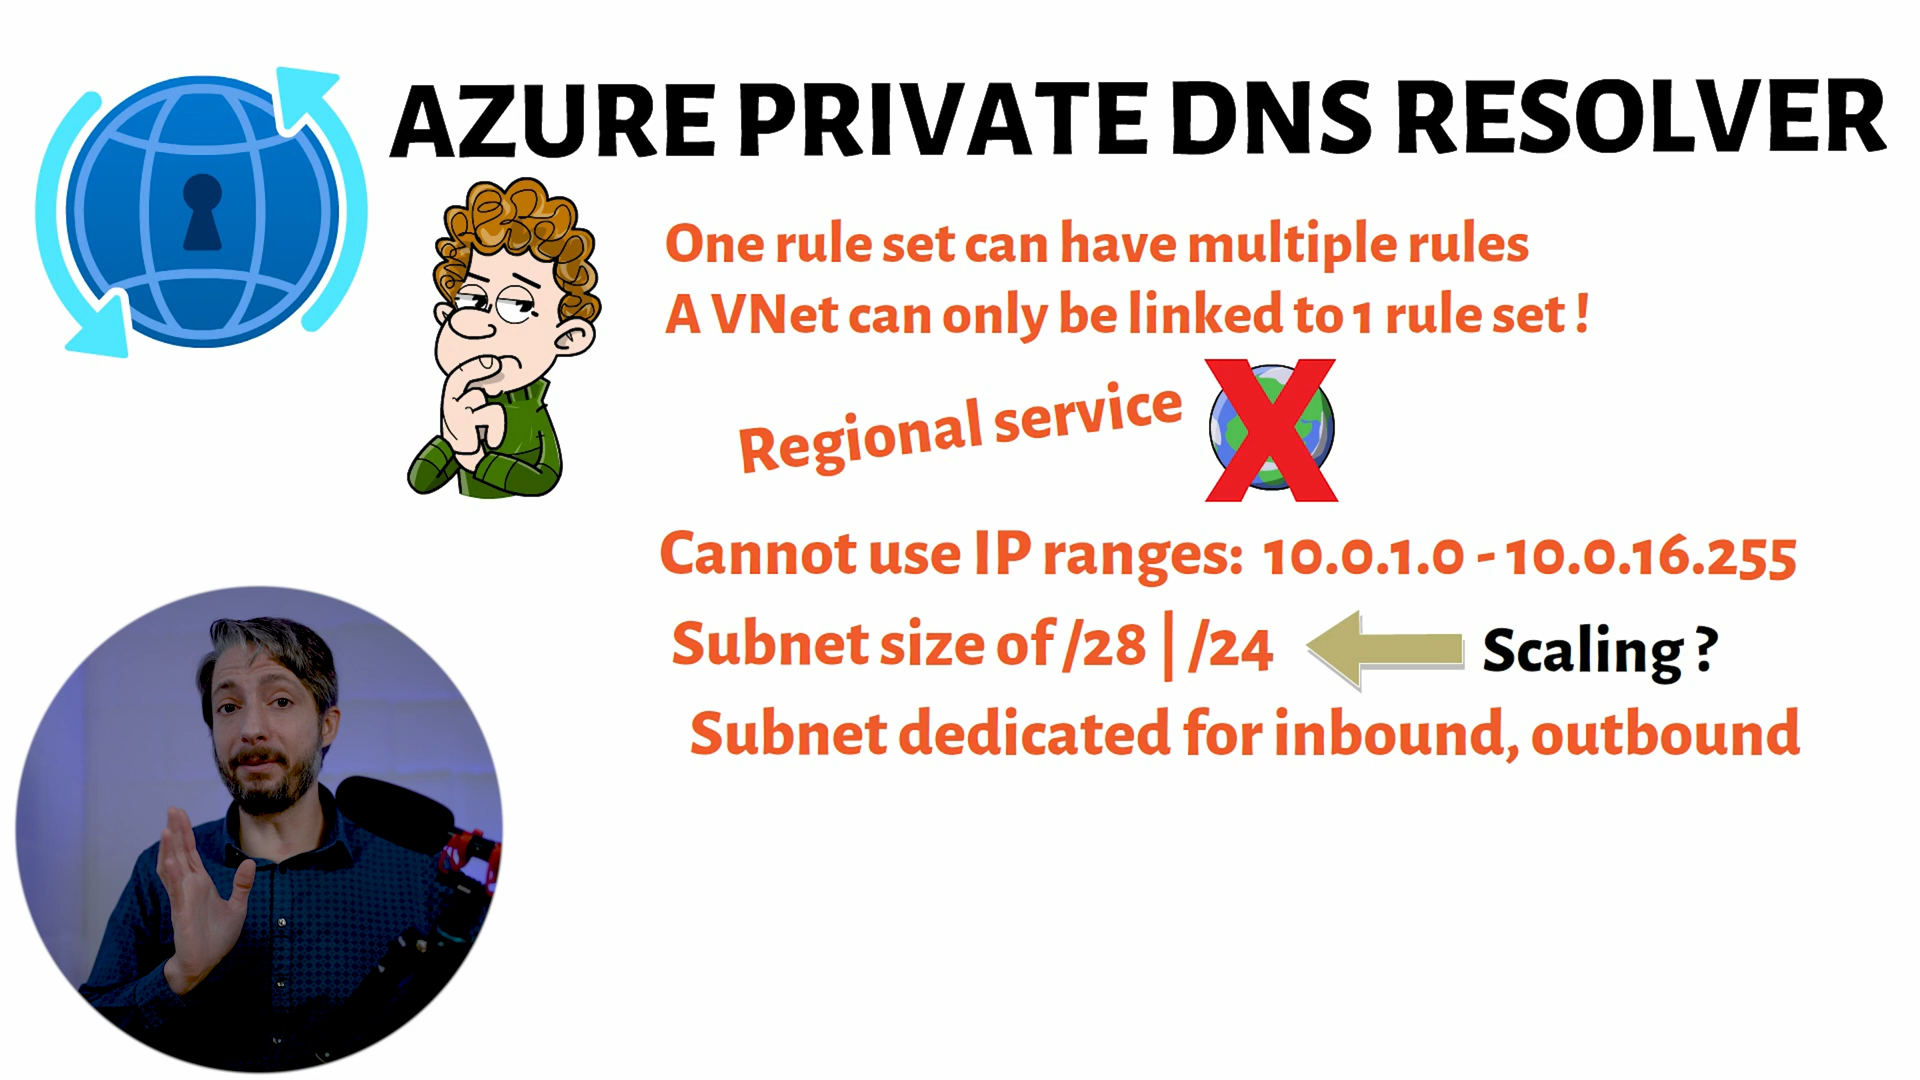 AZURE PRIVATE DNS RESOLVER
One rule set can have multiple rules
A VNet can only be linked to 1 rule set !
Regional service
Cannot use IP ranges: 10.0.1.0 - 10.0.16.255
Subnet size of /28 | /24
Scaling ?
Subnet dedicated for inbound, outbound